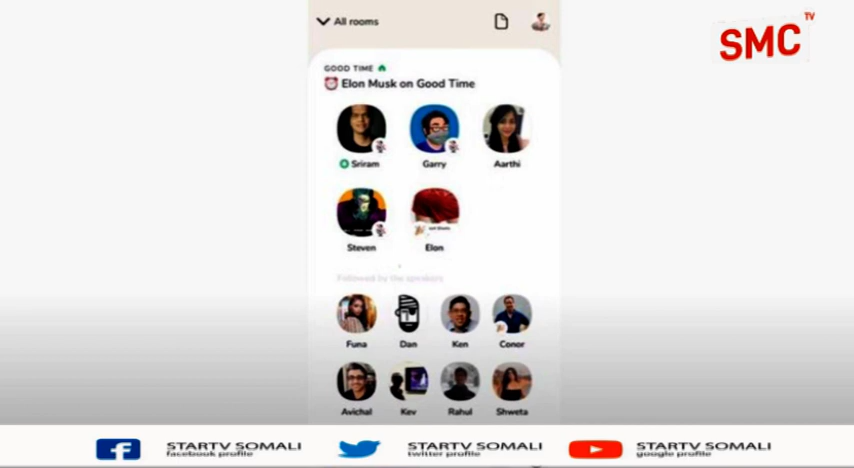 All rooms
SMC TV
GOOD TIME
Elon Musk on Good Time
Sriram
Garry
Aarthi
Steven
Elon
Followed by the speakers
Funa
Dan
Ken
Conor
Avichal
Kev
Rahul
Shweta
STARTV SOMALI
facebook profile
STARTV SOMALI
twitter profile
STARTV SOMALI
google profile